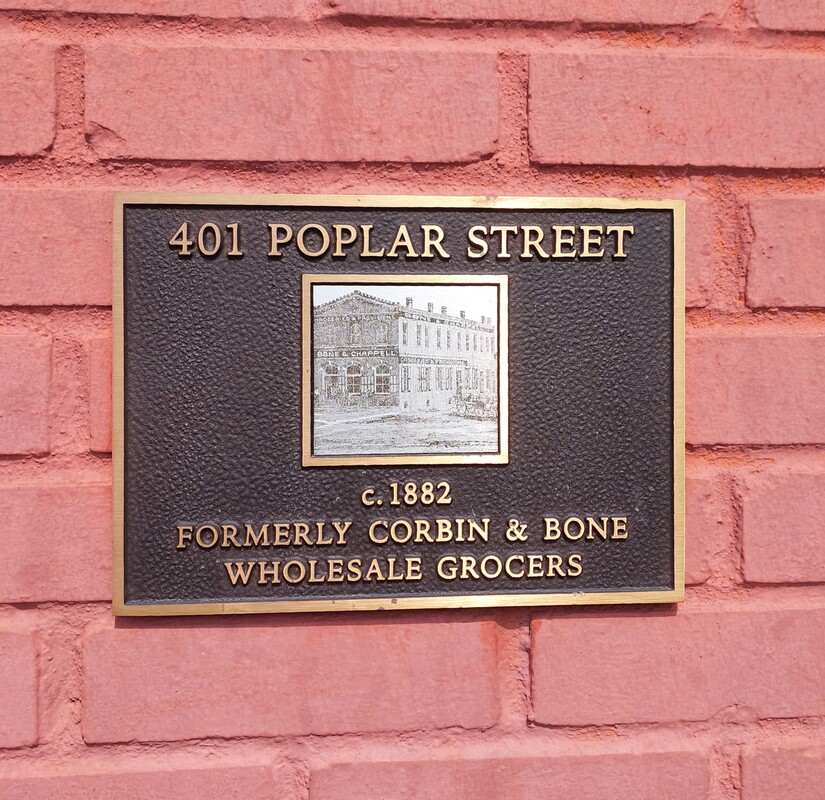 401 POPLAR STREET
BONE & CHAPPELL
c. 1882
FORMERLY CORBIN & BONE
WHOLESALE GROCERS